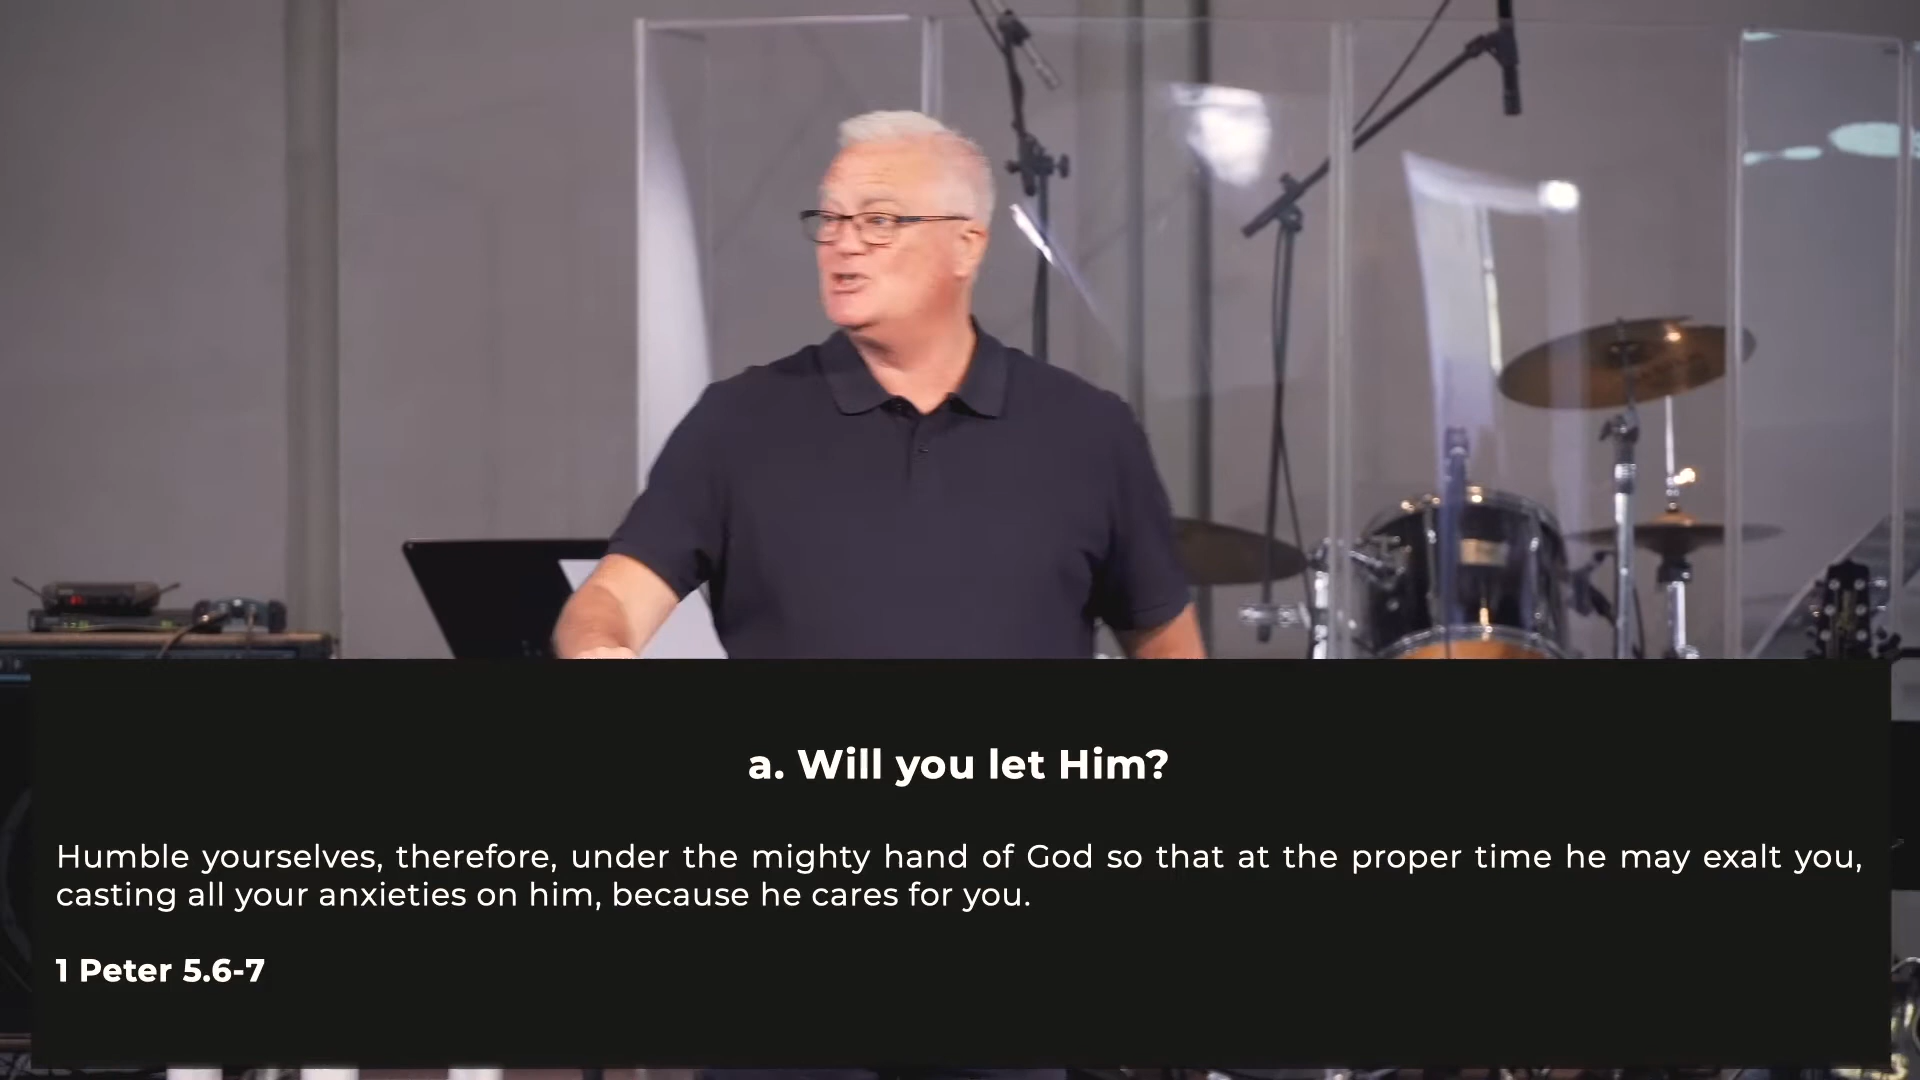 a. Will you let Him?
Humble yourselves, therefore, under the mighty hand of God so that at the proper time he may exalt you,
casting all your anxieties on him, because he cares for you.
1 Peter 5.6-7